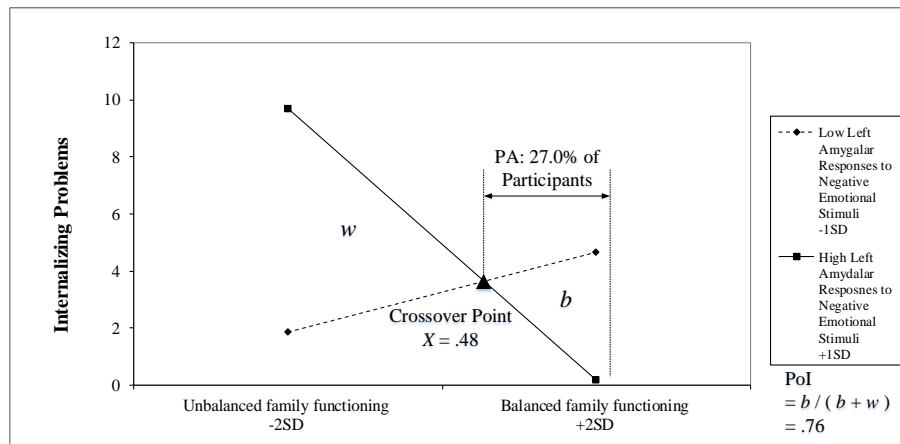 12
10
8
6
4
2
0
Internalizing Problems
w
PA: 27.0% of
Participants
b
Crossover Point
X = .48
Unbalanced family functioning
-2SD
Balanced family functioning
+2SD
Low Left
Amygalar
Responses to
Negative
Emotional
Stimuli
-1SD
High Left
Amydalar
Resposnes to
Negative
Emotional
Stimuli
+1SD
PoI
= b / ( b + w )
= .76